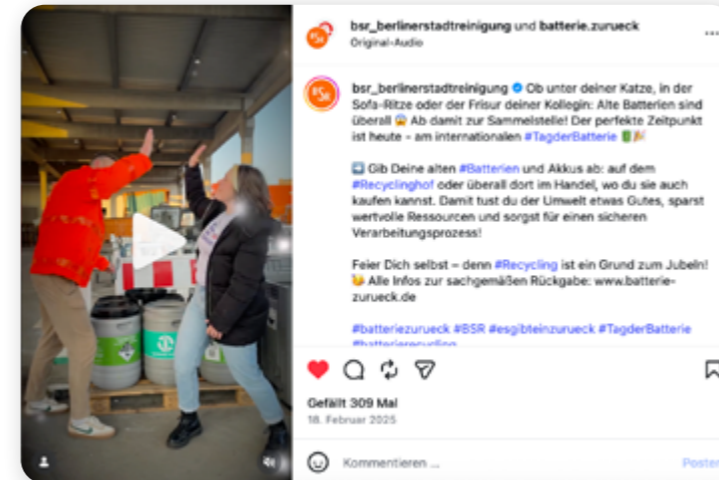 bsr_berlinerstadtreinigung und batterie.zurueck
Original-Audio
bsr_berlinerstadtreinigung Ob unter deiner Katze, in der
Sofa-Ritze oder der Frisur deiner Kollegin: Alte Batterien sind
überall 😱 Ab damit zur Sammelstelle! Der perfekte Zeitpunkt
ist heute – am internationalen #TagderBatterie 🔋🎉
➡️ Gib Deine alten #Batterien und Akkus ab: auf dem
#Recyclinghof oder überall dort im Handel, wo du sie auch
kaufen kannst. Damit tust du der Umwelt etwas Gutes, sparst
wertvolle Ressourcen und sorgst für einen sicheren
Verarbeitungsprozess!
Feier Dich selbst – denn #Recycling ist ein Grund zum Jubeln!
🥳 Alle Infos zur sachgemäßen Rückgabe: www.batterie-
zurueck.de
#batteriezurueck #BSR #esgibteinzurueck #TagderBatterie
#batterierecycling
Gefällt 309 Mal
18. Februar 2025
Kommentieren ...
Posten